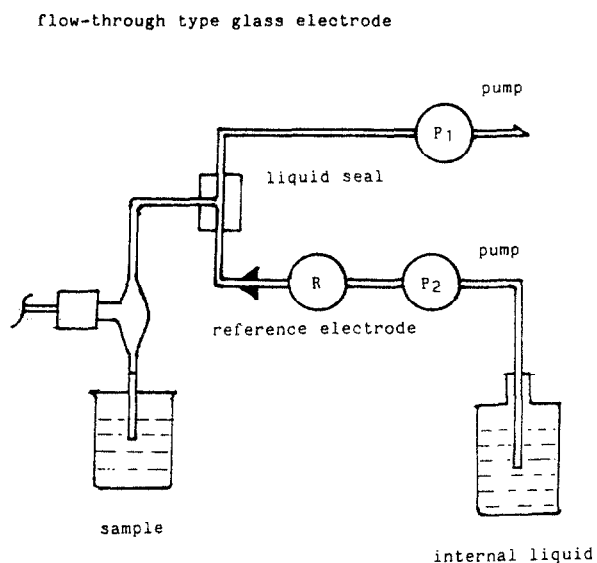 flow-through type glass electrode
pump
P1
liquid seal
pump
R
P2
reference electrode
sample
internal liquid